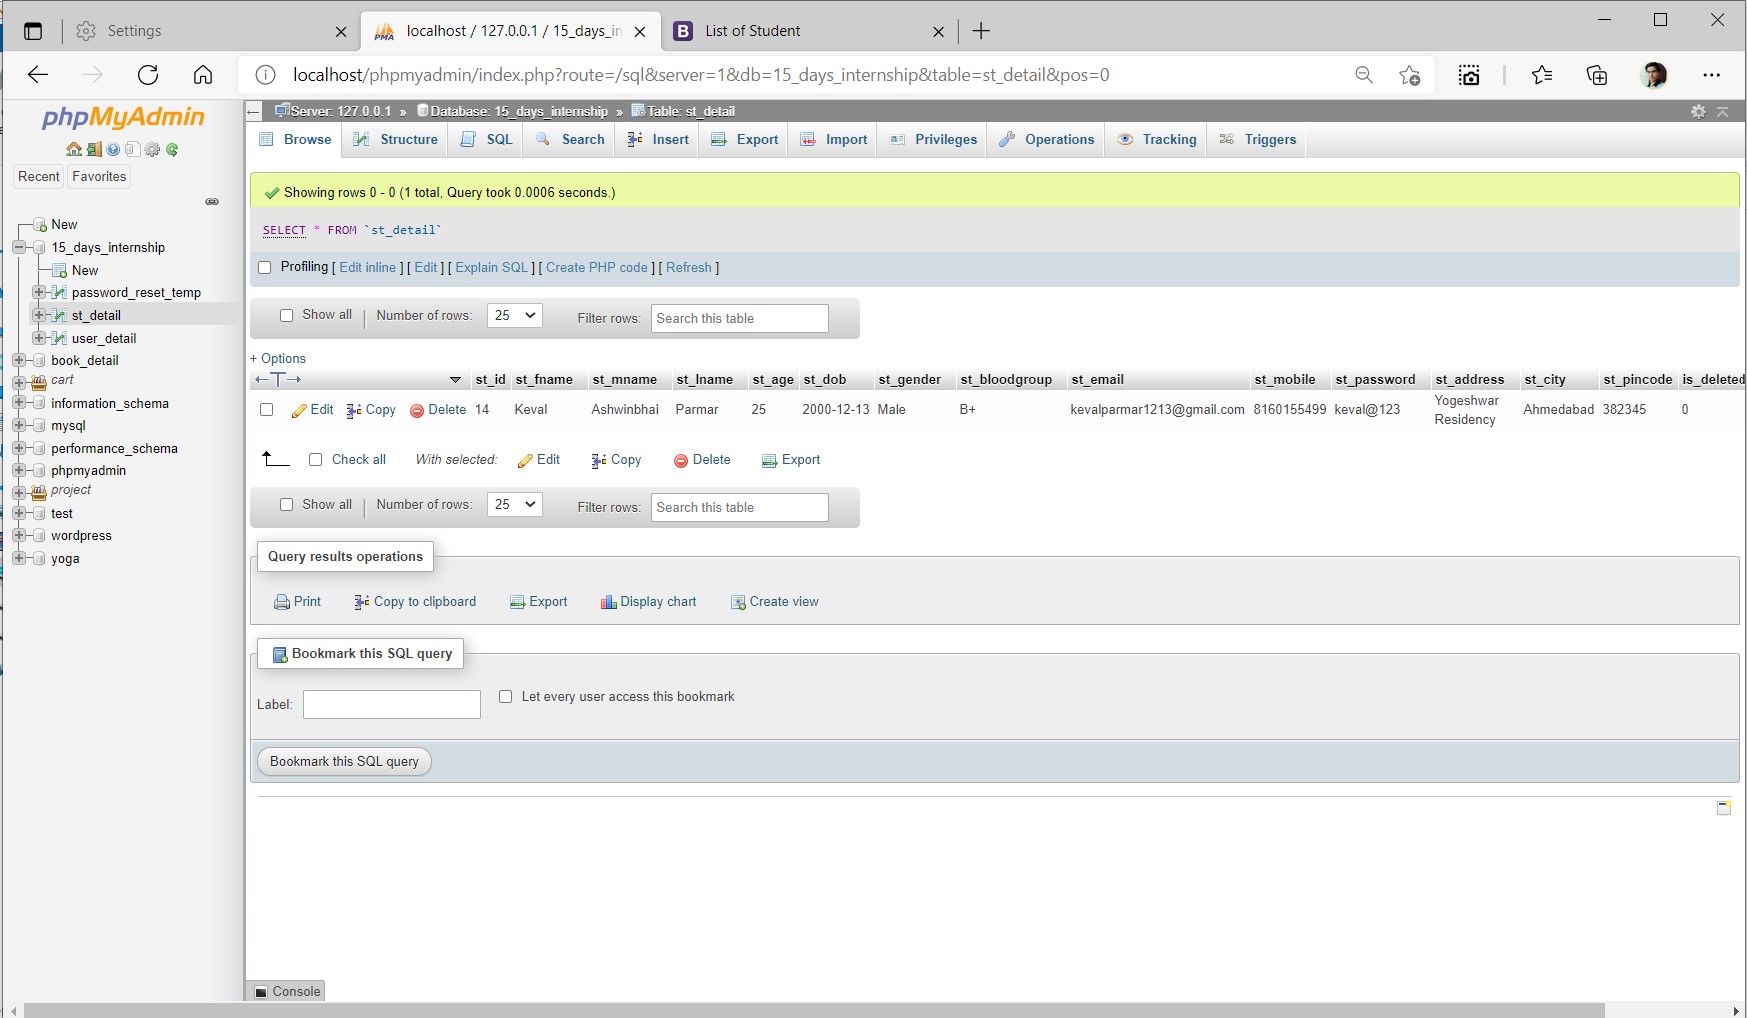 Settings
localhost / 127.0.0.1 / 15_days_in
List of Student
localhost/phpmyadmin/index.php?route=/sql&server=1&db=15_days_internship&table=st_detail&pos=0
phpMyAdmin
Recent Favorites
New
15_days_internship
New
password_reset_temp
st_detail
user_detail
book_detail
cart
information_schema
mysql
performance_schema
phpmyadmin
project
test
wordpress
yoga
Server: 127.0.0.1 » Database: 15_days_internship » Table: st_detail
Browse Structure SQL Search Insert Export Import Privileges Operations Tracking Triggers
Showing rows 0 - 0 (1 total, Query took 0.0006 seconds.)
SELECT * FROM `st_detail`
Profiling [ Edit inline ] [ Edit ] [ Explain SQL ] [ Create PHP code ] [ Refresh ]
Show all | Number of rows: 25 Filter rows: Search this table
+ Options
←T→ st_id st_fname st_mname st_lname st_age st_dob st_gender st_bloodgroup st_email st_mobile st_password st_address st_city st_pincode is_deleted
Edit Copy Delete 14 Keval Ashwinbhai Parmar 25 2000-12-13 Male B+ kevalparmar1213@gmail.com 8160155499 keval@123 Yogeshwar Ahmedabad 382345 0
Residency
Check all With selected: Edit Copy Delete Export
Show all | Number of rows: 25 Filter rows: Search this table
Query results operations
Print Copy to clipboard Export Display chart Create view
Bookmark this SQL query
Label: Let every user access this bookmark
Bookmark this SQL query
Console